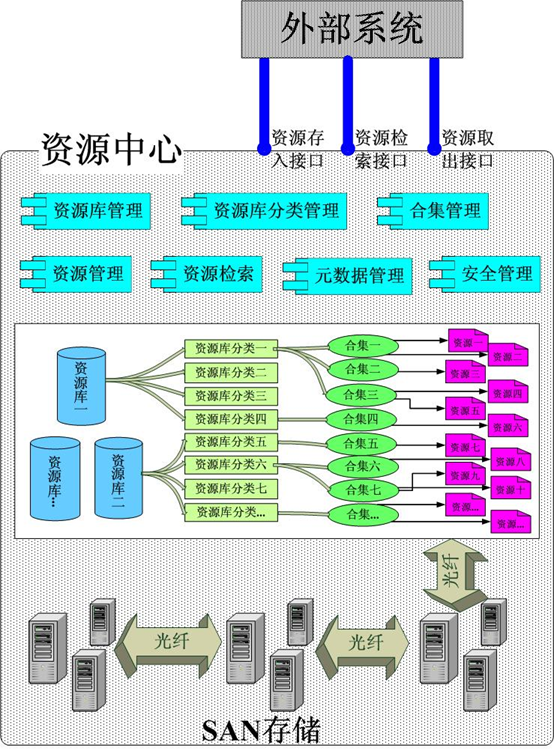 外部系统
资源存
入接口
资源检
索接口
资源取
出接口
资源中心
资源库管理
资源库分类管理
合集管理
资源管理
资源检索
元数据管理
安全管理
资源库一
资源库…
资源库二
资源库分类一
资源库分类二
资源库分类三
资源库分类四
资源库分类五
资源库分类六
资源库分类七
资源库分类...
合集一
合集二
合集三
合集四
合集五
合集六
合集七
合集...
资源一
资源二
资源三
资源四
资源五
资源六
资源七
资源八
资源九
资源十
资源...
资源...
光纤
光纤
光纤
SAN存储